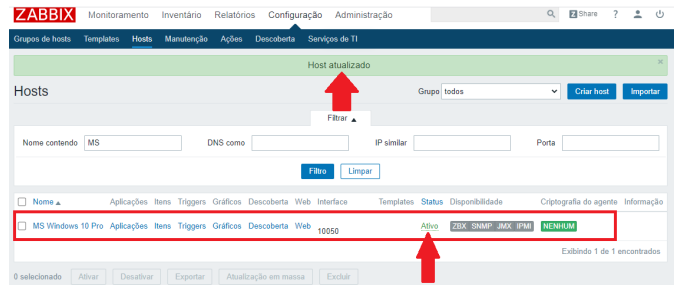 ZABBIX Monitoramento Inventário Relatórios Configuração Administração Z Share ?
Grupos de hosts Templates Hosts Manutenção Ações Descoberta Serviços de TI
Host atualizado ×
Hosts Grupo todos Criar host Importar
Filtrar ▲
Nome contendo MS DNS como IP similar Porta
Filtro Limpar
Nome ▲ Aplicações Itens Triggers Gráficos Descoberta Web Interface Templates Status Disponibilidade Criptografia do agente Informação
MS Windows 10 Pro Aplicações Itens Triggers Gráficos Descoberta Web 10050 Ativo ZBX SNMP JMX IPMI NENHUM
Exibindo 1 de 1 encontrados
0 selecionado Ativar Desativar Exportar Atualização em massa Excluir